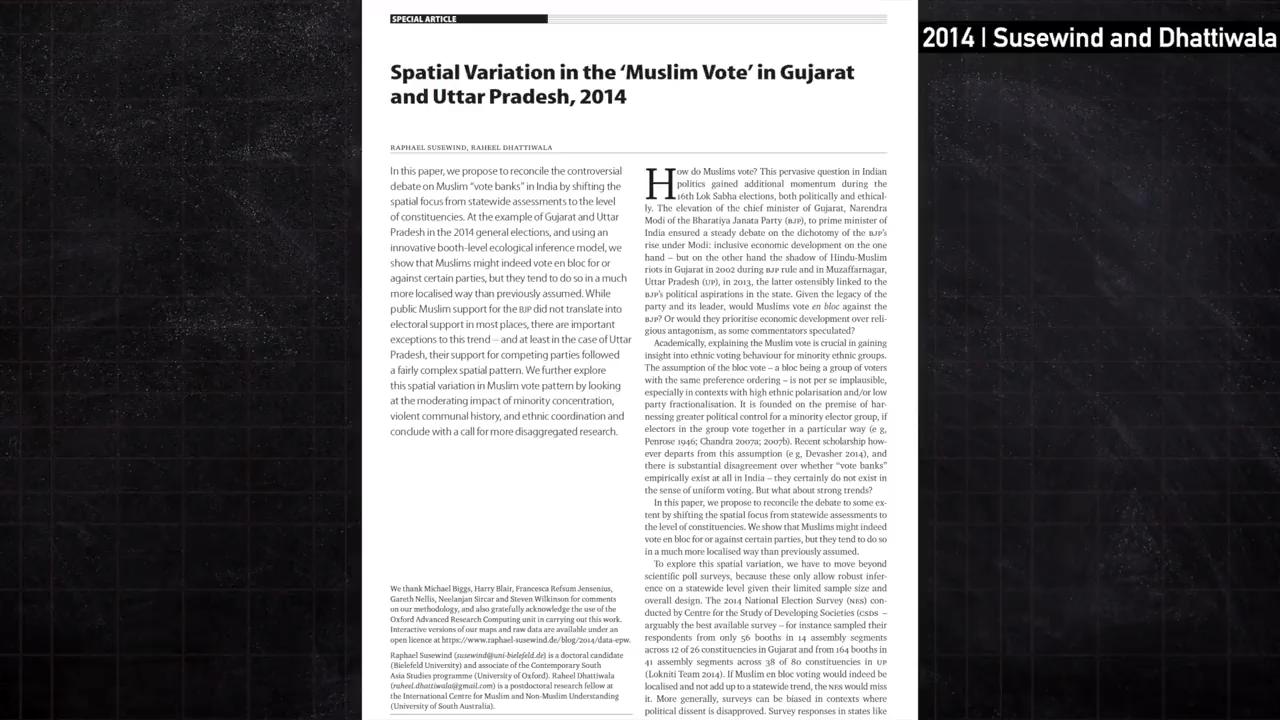 SPECIAL ARTICLE
2014 | Susewind and Dhattiwala
Spatial Variation in the ‘Muslim Vote’ in Gujarat
and Uttar Pradesh, 2014
RAPHAEL SUSEWIND, RAHEEL DHATTIWALA
In this paper, we propose to reconcile the controversial
debate on Muslim “vote banks” in India by shifting the
spatial focus from statewide assessments to the level
of constituencies. At the example of Gujarat and Uttar
Pradesh in the 2014 general elections, and using an
innovative booth-level ecological inference model, we
show that Muslims might indeed vote en bloc for or
against certain parties, but they tend to do so in a much
more localised way than previously assumed. While
public Muslim support for the BJP did not translate into
electoral support in most places, there are important
exceptions to this trend – and at least in the case of Uttar
Pradesh, their support for competing parties followed
a fairly complex spatial pattern. We further explore
this spatial variation in Muslim vote pattern by looking
at the moderating impact of minority concentration,
violent communal history, and ethnic coordination and
conclude with a call for more disaggregated research.
We thank Michael Biggs, Harry Blair, Francesca Refsum Jensenius,
Gareth Nellis, Neelanjan Sircar and Steven Wilkinson for comments
on our methodology, and also gratefully acknowledge the use of the
Oxford Advanced Research Computing unit in carrying out this work.
Interactive versions of our maps and raw data are available under an
open licence at https://www.raphael-susewind.de/blog/2014/data-epw.
Raphael Susewind (susewind@uni-bielefeld.de) is a doctoral candidate
(Bielefeld University) and associate of the Contemporary South
Asia Studies programme (University of Oxford). Raheel Dhattiwala
(raheel.dhattiwala@gmail.com) is a postdoctoral research fellow at
the International Centre for Muslim and Non-Muslim Understanding
(University of South Australia).
How do Muslims vote? This pervasive question in Indian
politics gained additional momentum during the
16th Lok Sabha elections, both politically and ethical-
ly. The elevation of the chief minister of Gujarat, Narendra
Modi of the Bharatiya Janata Party (BJP), to prime minister of
India ensured a steady debate on the dichotomy of the BJP’s
rise under Modi: inclusive economic development on the one
hand – but on the other hand the shadow of Hindu-Muslim
riots in Gujarat in 2002 during BJP rule and in Muzaffarnagar,
Uttar Pradesh (UP), in 2013, the latter ostensibly linked to the
BJP’s political aspirations in the state. Given the legacy of the
party and its leader, would Muslims vote en bloc against the
BJP? Or would they prioritise economic development over reli-
gious antagonism, as some commentators speculated?
Academically, explaining the Muslim vote is crucial in gaining
insight into ethnic voting behaviour for minority ethnic groups.
The assumption of the bloc vote – a bloc being a group of voters
with the same preference ordering – is not per se implausible,
especially in contexts with high ethnic polarisation and/or low
party fractionalisation. It is founded on the premise of har-
nessing greater political control for a minority elector group, if
electors in the group vote together in a particular way (e g,
Penrose 1946; Chandra 2007a; 2007b). Recent scholarship how-
ever departs from this assumption (e g, Devasher 2014), and
there is substantial disagreement over whether “vote banks”
empirically exist at all in India – they certainly do not exist in
the sense of uniform voting. But what about strong trends?
In this paper, we propose to reconcile the debate to some ex-
tent by shifting the spatial focus from statewide assessments to
the level of constituencies. We show that Muslims might indeed
vote en bloc for or against certain parties, but they tend to do so
in a much more localised way than previously assumed.
To explore this spatial variation, we have to move beyond
scientific poll surveys, because these only allow robust infer-
ence on a statewide level given their limited sample size and
overall design. The 2014 National Election Survey (NES) con-
ducted by Centre for the Study of Developing Societies (CSDS –
arguably the best available survey – for instance sampled their
respondents from only 56 booths in 14 assembly segments
across 12 of 26 constituencies in Gujarat and from 164 booths in
41 assembly segments across 38 of 80 constituencies in UP
(Lokniti Team 2014). If Muslim en bloc voting would indeed be
localised and not add up to a statewide trend, the NES would miss
it. More generally, surveys can be biased in contexts where
political dissent is disapproved. Survey responses in states like